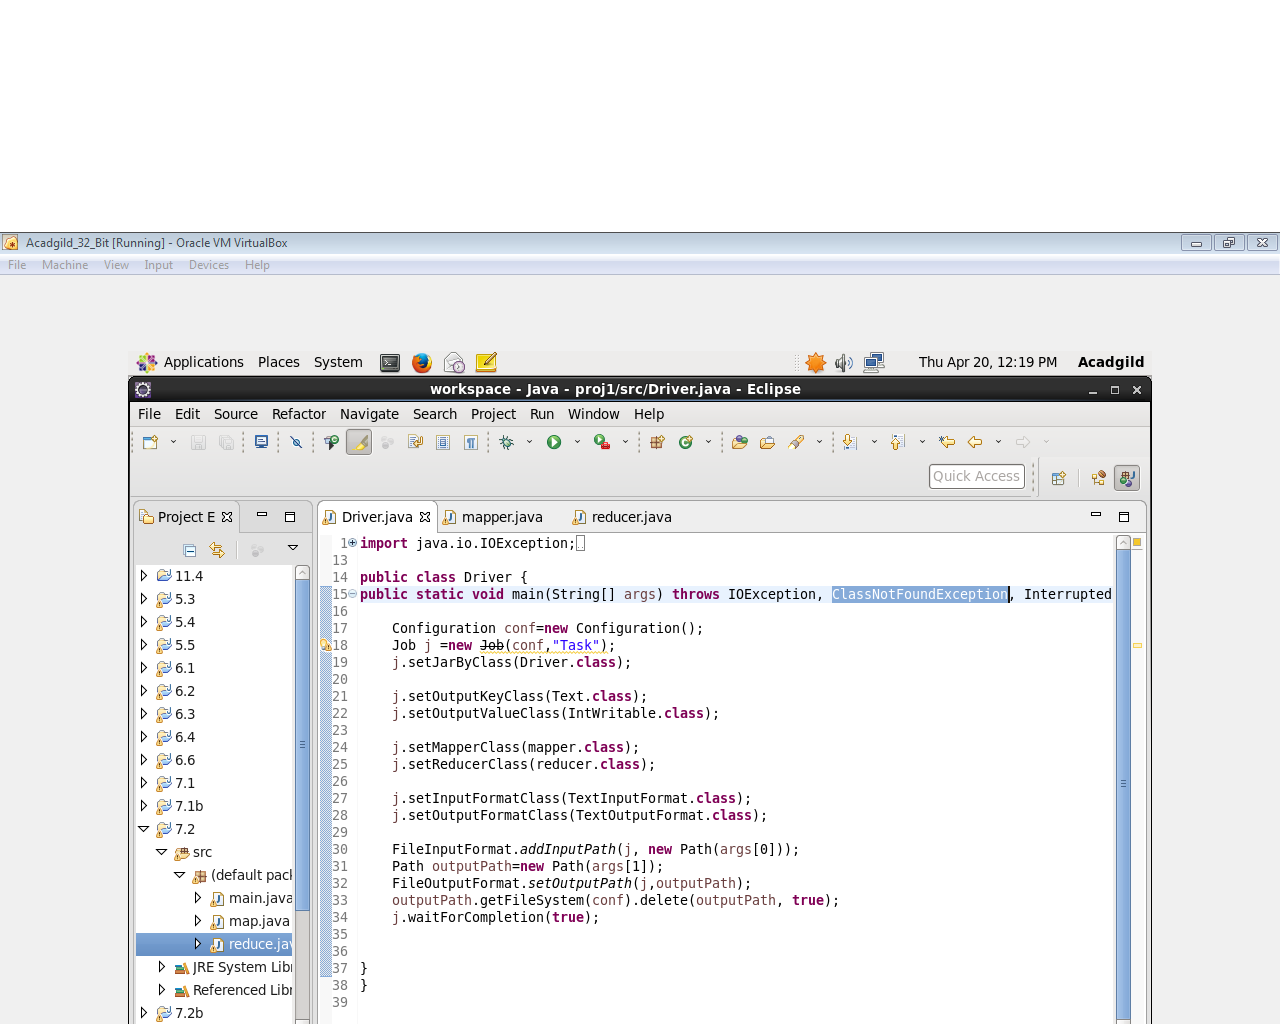 Acadgild_32_Bit [Running] - Oracle VM VirtualBox
File Machine View Input Devices Help
Applications Places System Thu Apr 20, 12:19 PM Acadgild
workspace - Java - proj1/src/Driver.java - Eclipse
File Edit Source Refactor Navigate Search Project Run Window Help
Quick Access
Project E
Driver.java mapper.java reducer.java
11.4
5.3
5.4
5.5
6.1
6.2
6.3
6.4
6.6
7.1
7.1b
7.2
src
(default pack
main.java
map.java
reduce.jav
JRE System Libr
Referenced Libr
7.2b
1 import java.io.IOException;
13
14 public class Driver {
15 public static void main(String[] args) throws IOException, ClassNotFoundException, Interrupted
16
17 Configuration conf=new Configuration();
18 Job j =new Job(conf,"Task");
19 j.setJarByClass(Driver.class);
20
21 j.setOutputKeyClass(Text.class);
22 j.setOutputValueClass(IntWritable.class);
23
24 j.setMapperClass(mapper.class);
25 j.setReducerClass(reducer.class);
26
27 j.setInputFormatClass(TextInputFormat.class);
28 j.setOutputFormatClass(TextOutputFormat.class);
29
30 FileInputFormat.addInputPath(j, new Path(args[0]));
31 Path outputPath=new Path(args[1]);
32 FileOutputFormat.setOutputPath(j,outputPath);
33 outputPath.getFileSystem(conf).delete(outputPath, true);
34 j.waitForCompletion(true);
35
36
37 }
38 }
39